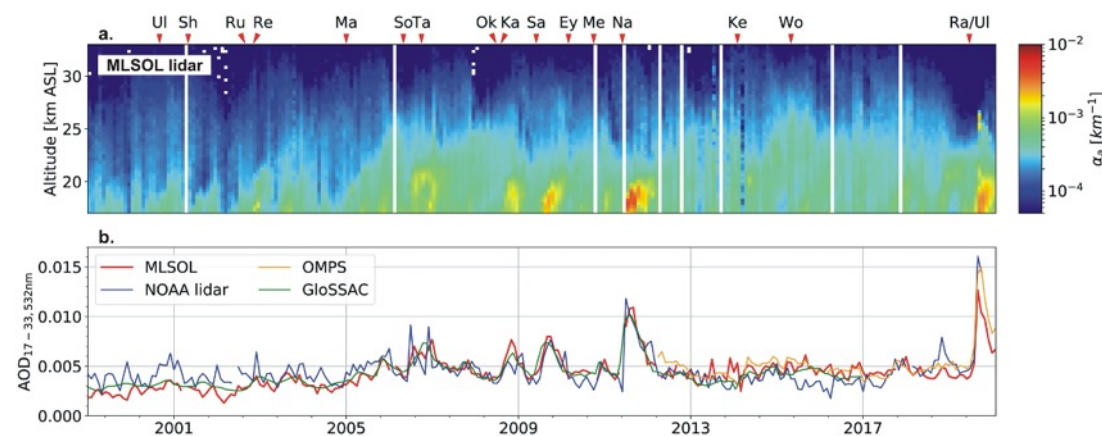 Ul Sh Ru Re Ma SoTa Ok Ka Sa Ey Me Na Ke Wo Ra/Ul
a.
MLSOL lidar
Altitude [km ASL]
30
25
20
10⁻²
10⁻³
10⁻⁴
αₐ [km⁻¹]
b.
MLSOL
NOAA lidar
OMPS
GloSSAC
AOD₁₇₋₃₃,₅₃₂ₙₘ
0.015
0.010
0.005
0.000
2001 2005 2009 2013 2017